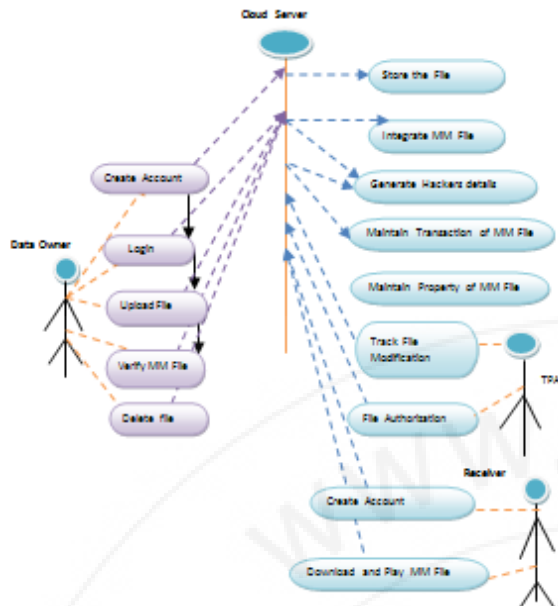 Cloud Server
Store the File
Integrate MM File
Create Account
Generate Hackers details
Data Owner
Login
Maintain Transaction of MM File
Upload File
Maintain Property of MM File
Verify MM File
Track File
Modification
TPA
Delete file
File Authorization
Receiver
Create Account
Download and Play MM File